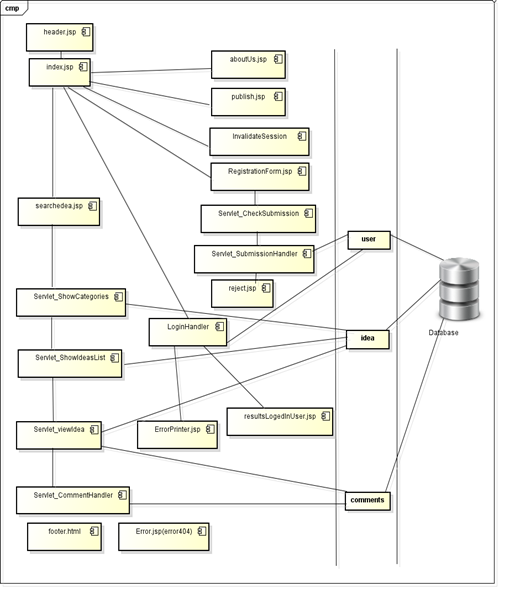 cmp
header.jsp
index.jsp
aboutUs.jsp
publish.jsp
InvalidateSession
RegistrationForm.jsp
searchedea.jsp
Servlet_CheckSubmission
user
Servlet_SubmissionHandler
reject.jsp
Servlet_ShowCategories
LoginHandler
Database
idea
Servlet_ShowIdeasList
resultsLogedInUser.jsp
Servlet_viewIdea
ErrorPrinter.jsp
Servlet_CommentHandler
comments
footer.html
Error.jsp(error404)